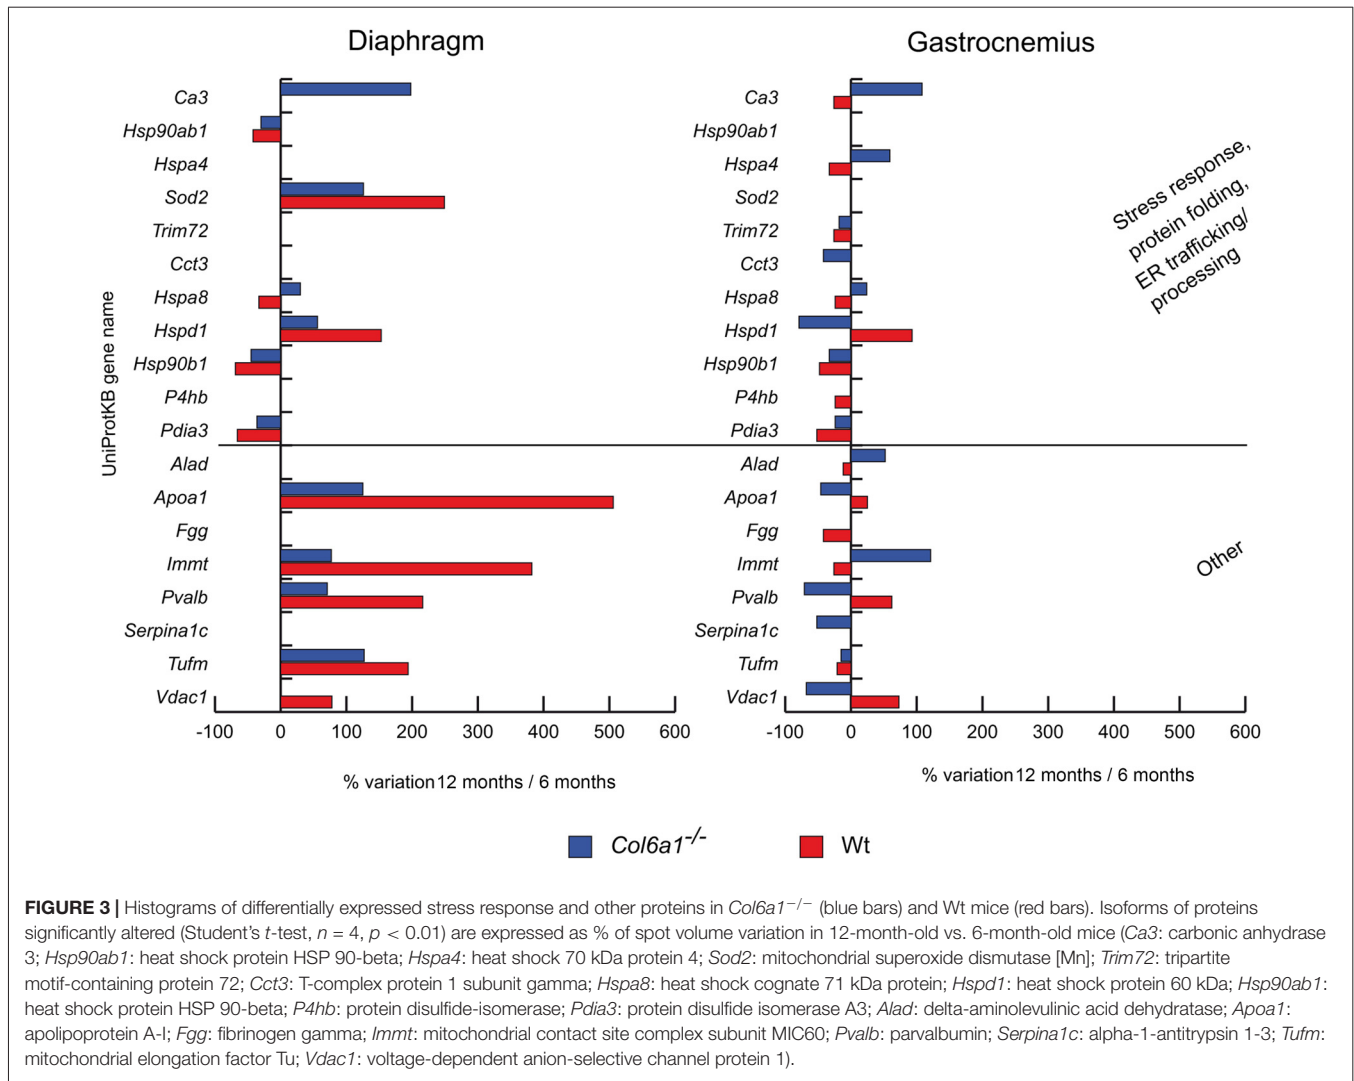 Diaphragm
Gastrocnemius
UniProtKB gene name
Ca3
Hsp90ab1
Hspa4
Sod2
Trim72
Cct3
Hspa8
Hspd1
Hsp90b1
P4hb
Pdia3
Alad
Apoa1
Fgg
Immt
Pvalb
Serpina1c
Tufm
Vdac1
-100 0 100 200 300 400 500 600
% variation 12 months / 6 months
Ca3
Hsp90ab1
Hspa4
Sod2
Trim72
Cct3
Hspa8
Hspd1
Hsp90b1
P4hb
Pdia3
Alad
Apoa1
Fgg
Immt
Pvalb
Serpina1c
Tufm
Vdac1
-100 0 100 200 300 400 500 600
% variation 12 months / 6 months
Stress response,
protein folding,
ER trafficking/
processing
Other
Col6a1-/-
Wt
FIGURE 3 | Histograms of differentially expressed stress response and other proteins in Col6a1−/− (blue bars) and Wt mice (red bars). Isoforms of proteins
significantly altered (Student's t-test, n = 4, p < 0.01) are expressed as % of spot volume variation in 12-month-old vs. 6-month-old mice (Ca3: carbonic anhydrase
3; Hsp90ab1: heat shock protein HSP 90-beta; Hspa4: heat shock 70 kDa protein 4; Sod2: mitochondrial superoxide dismutase [Mn]; Trim72: tripartite
motif-containing protein 72; Cct3: T-complex protein 1 subunit gamma; Hspa8: heat shock cognate 71 kDa protein; Hspd1: heat shock protein 60 kDa; Hsp90ab1:
heat shock protein HSP 90-beta; P4hb: protein disulfide-isomerase; Pdia3: protein disulfide isomerase A3; Alad: delta-aminolevulinic acid dehydratase; Apoa1:
apolipoprotein A-I; Fgg: fibrinogen gamma; Immt: mitochondrial contact site complex subunit MIC60; Pvalb: parvalbumin; Serpina1c: alpha-1-antitrypsin 1-3; Tufm:
mitochondrial elongation factor Tu; Vdac1: voltage-dependent anion-selective channel protein 1).